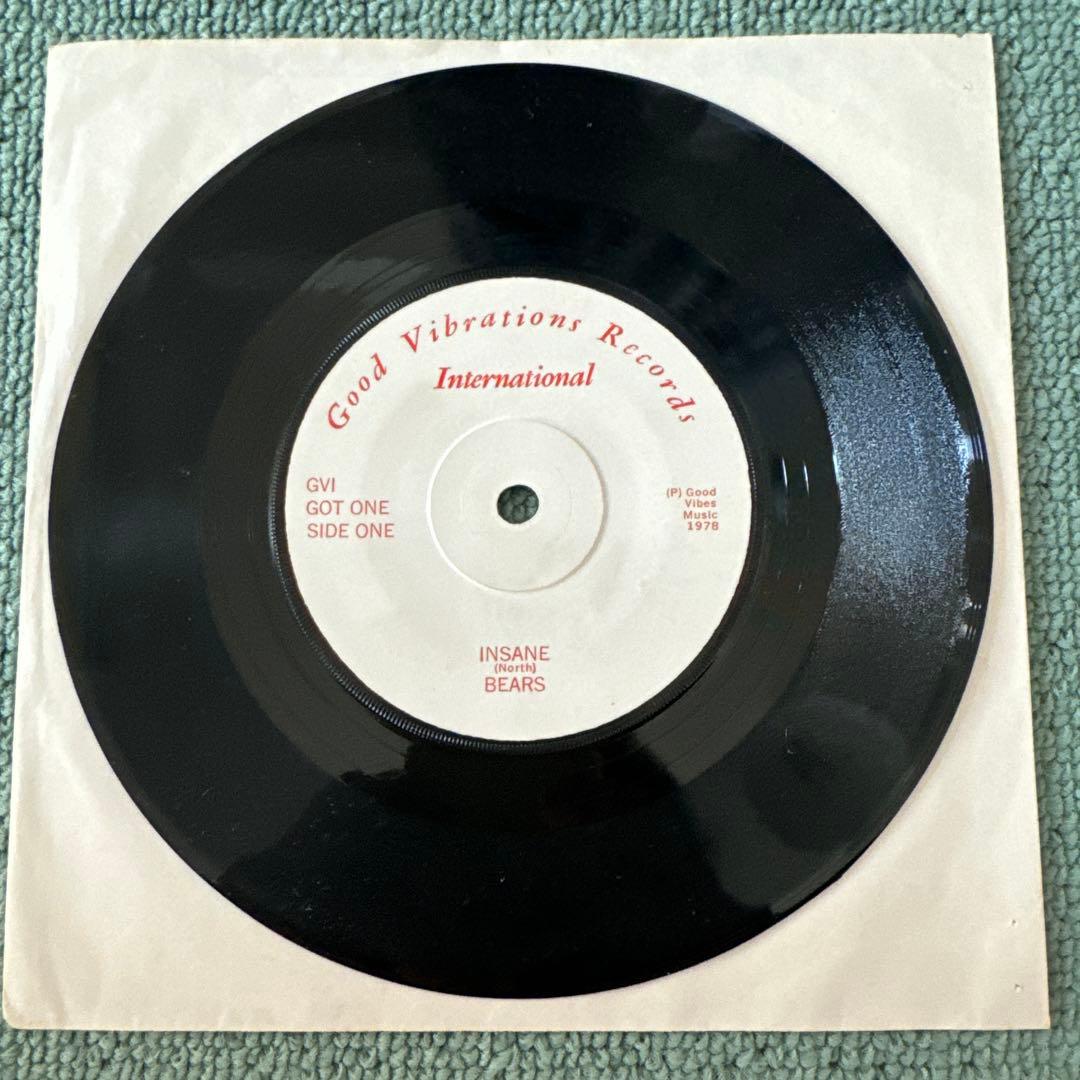 Good Vibrations Records
International
GVI
GOT ONE
SIDE ONE
(P) Good
Vibes
Music
1978
INSANE
(North)
BEARS